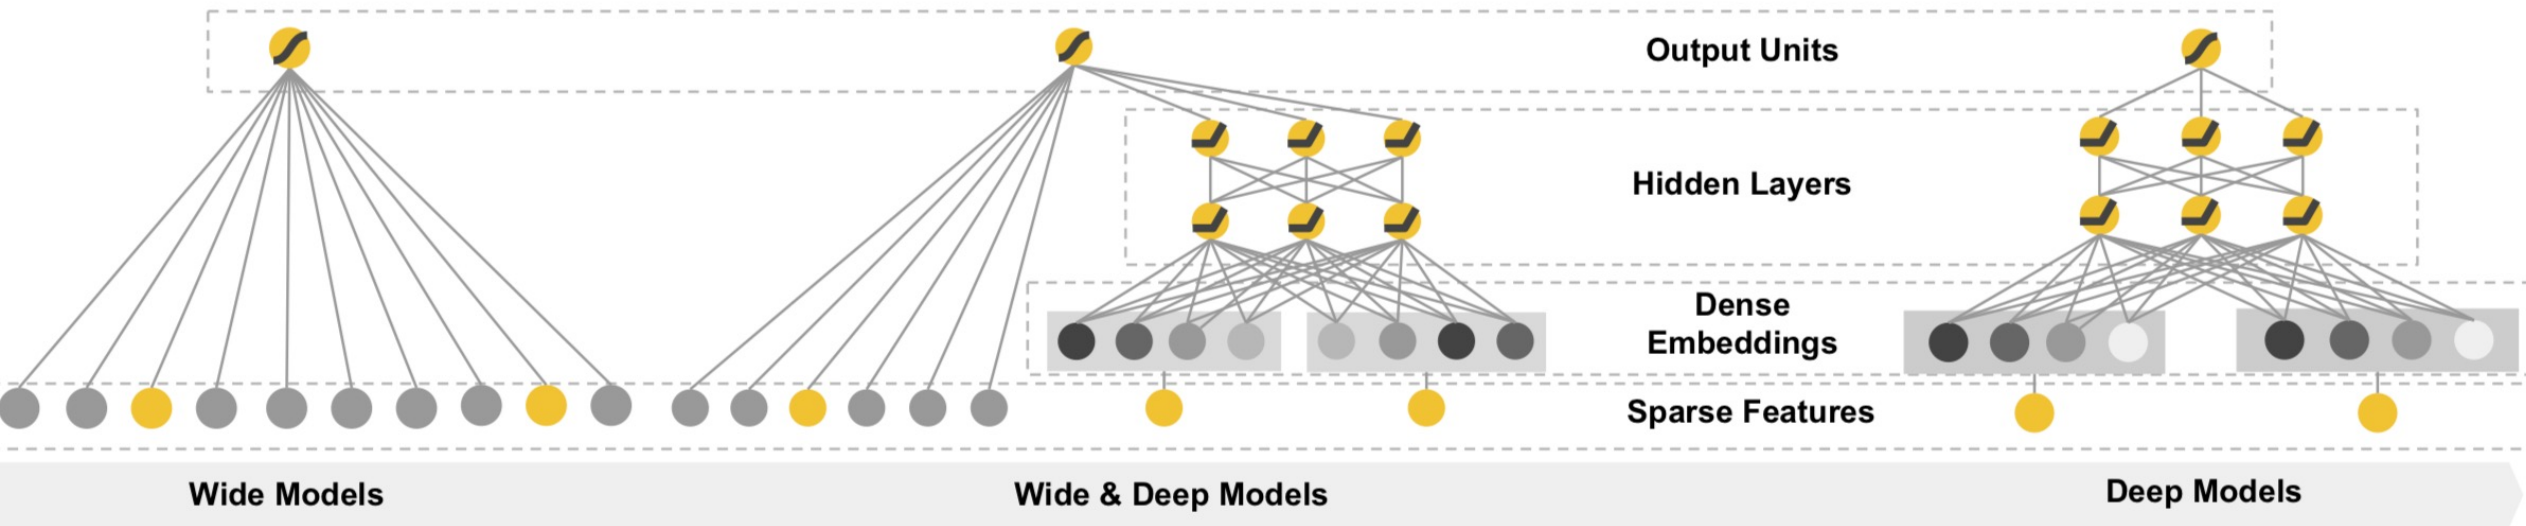 Output Units
Hidden Layers
Dense
Embeddings
Sparse Features
Wide Models
Wide & Deep Models
Deep Models